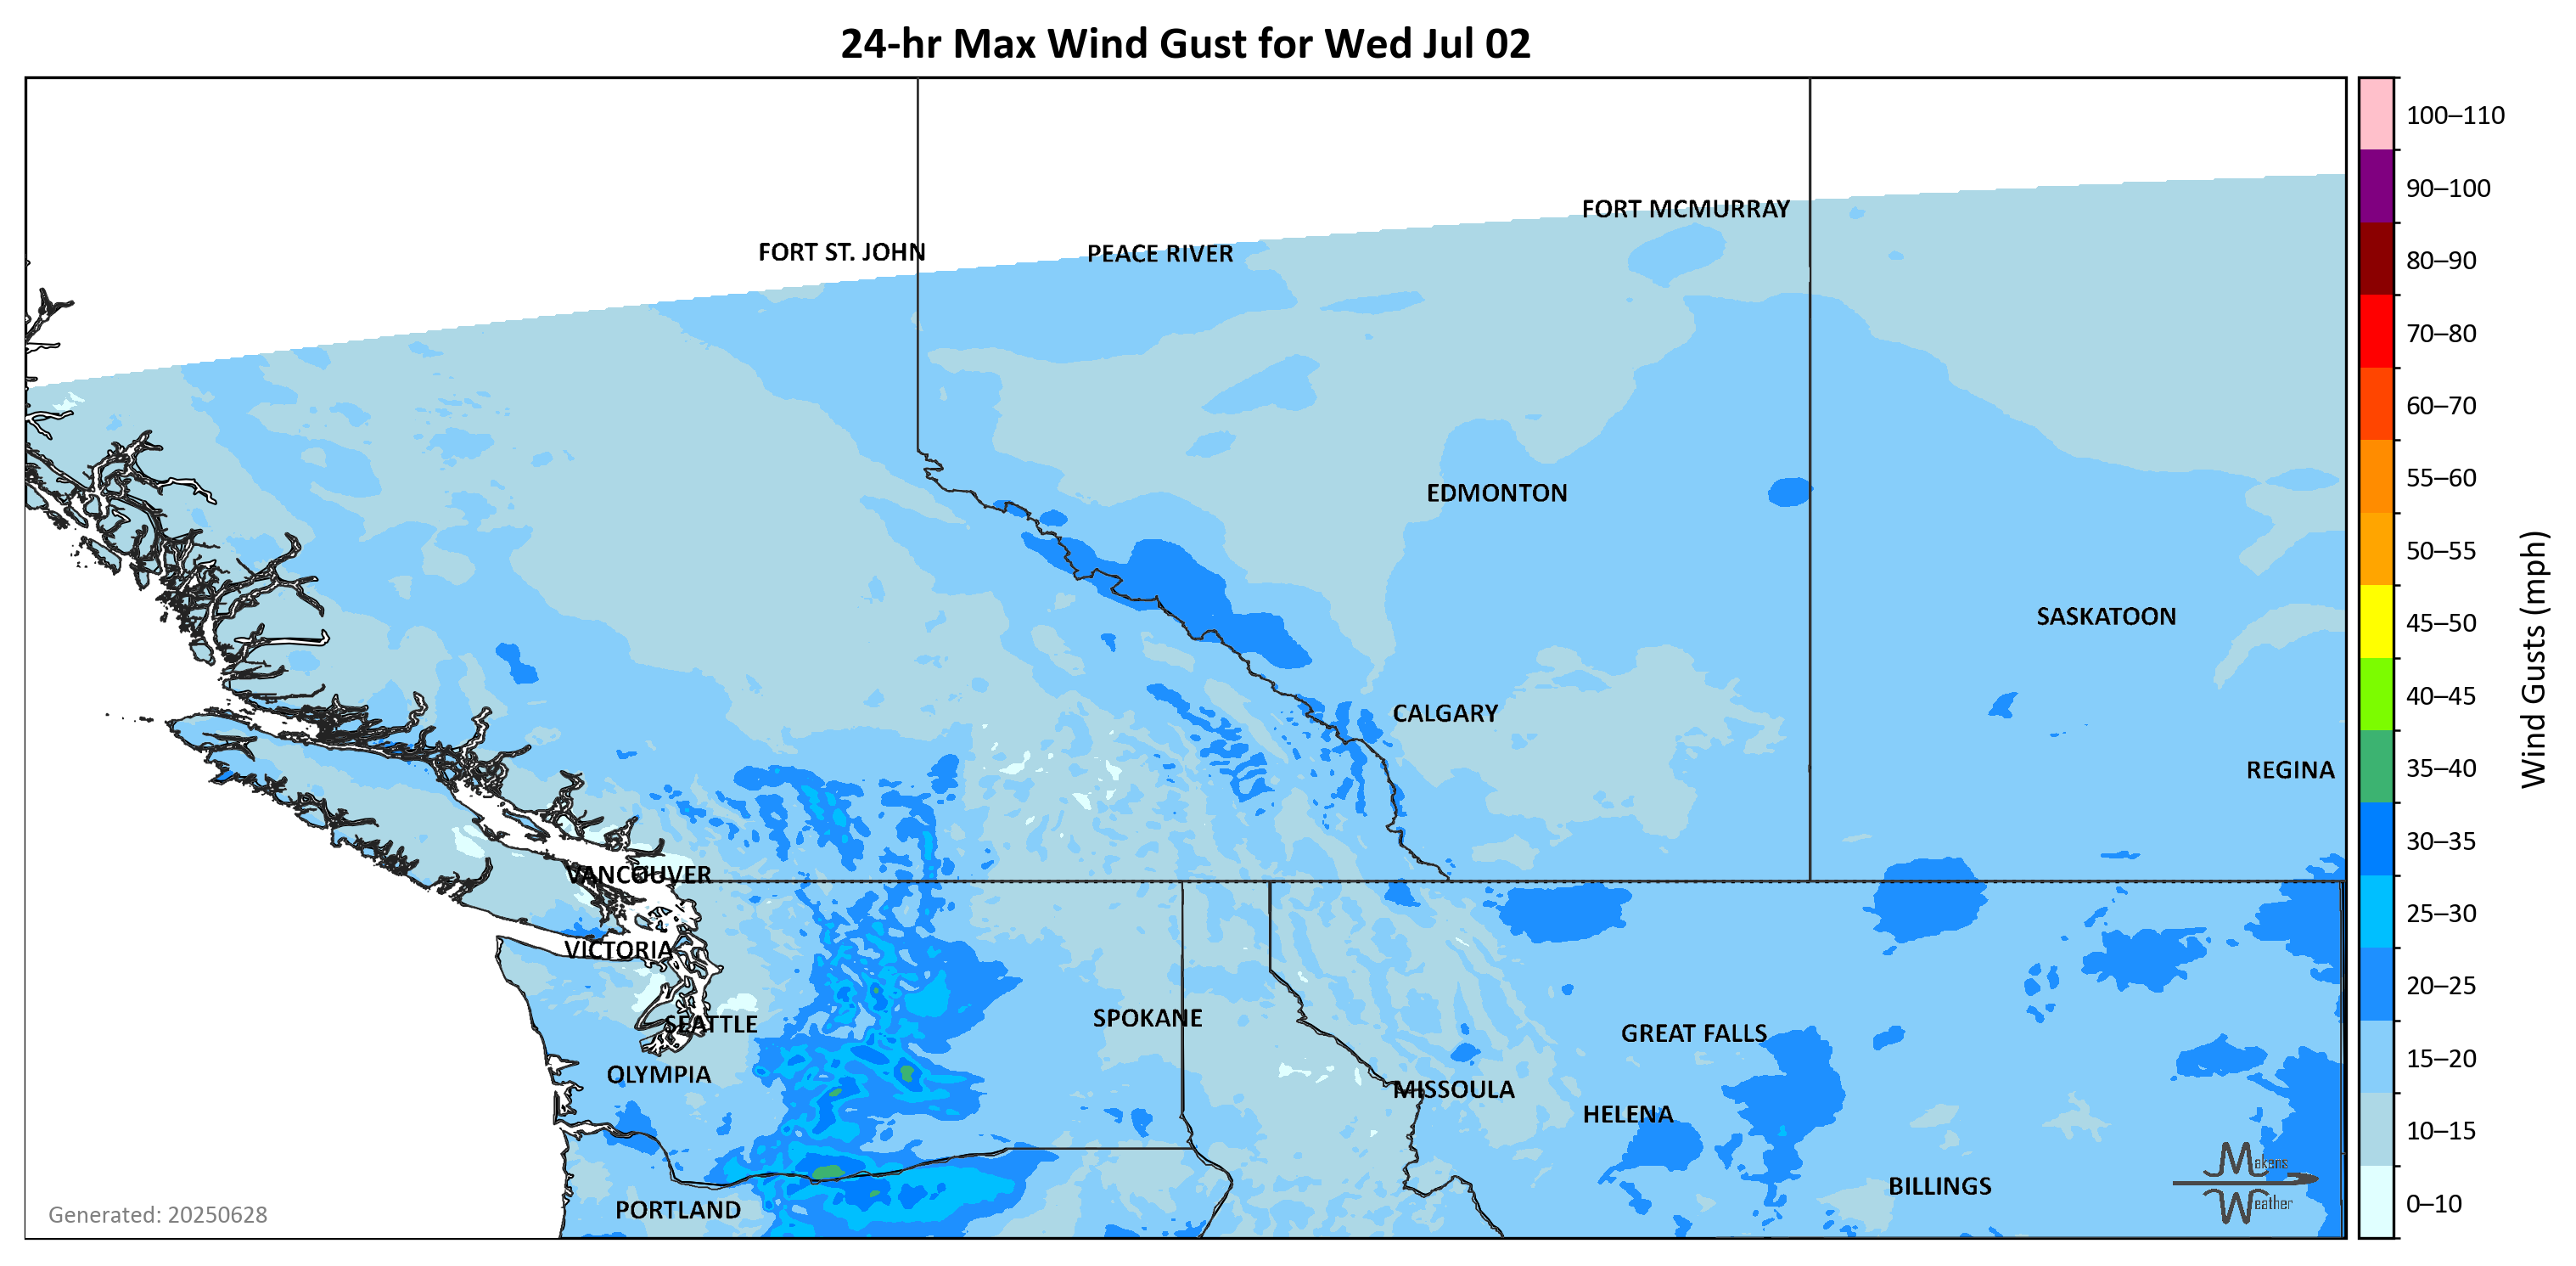 24-hr Max Wind Gust for Wed Jul 02
100–110
90–100
80–90
70–80
60–70
55–60
50–55
45–50
40–45
35–40
30–35
25–30
20–25
15–20
10–15
0–10
Wind Gusts (mph)
FORT MCMURRAY
FORT ST. JOHN
PEACE RIVER
EDMONTON
SASKATOON
CALGARY
REGINA
VANCOUVER
VICTORIA
SEATTLE
SPOKANE
GREAT FALLS
OLYMPIA
MISSOULA
HELENA
BILLINGS
PORTLAND
Makens
Weather
Generated: 20250628